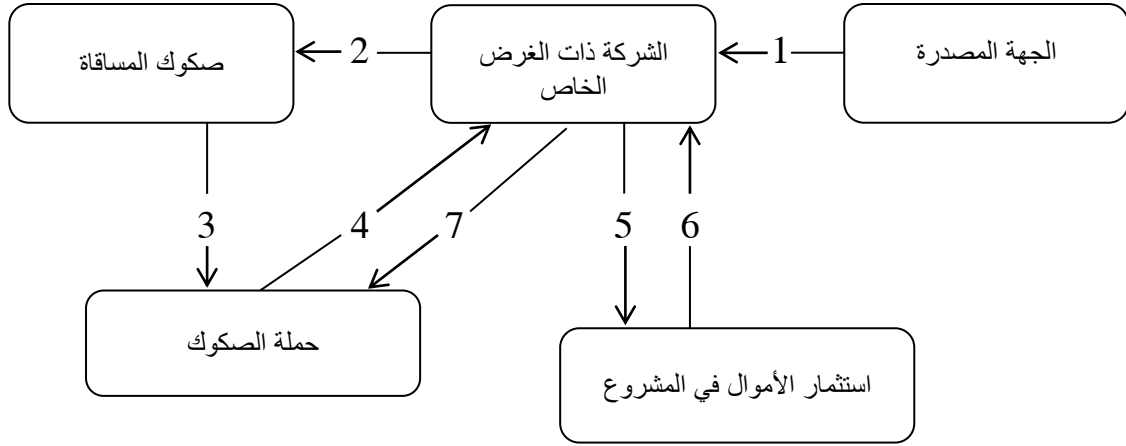 الجهة المصدرة
1
الشركة ذات الغرض
الخاص
2
صكوك المساقاة
3
4
7
5
6
حملة الصكوك
استثمار الأموال في المشروع